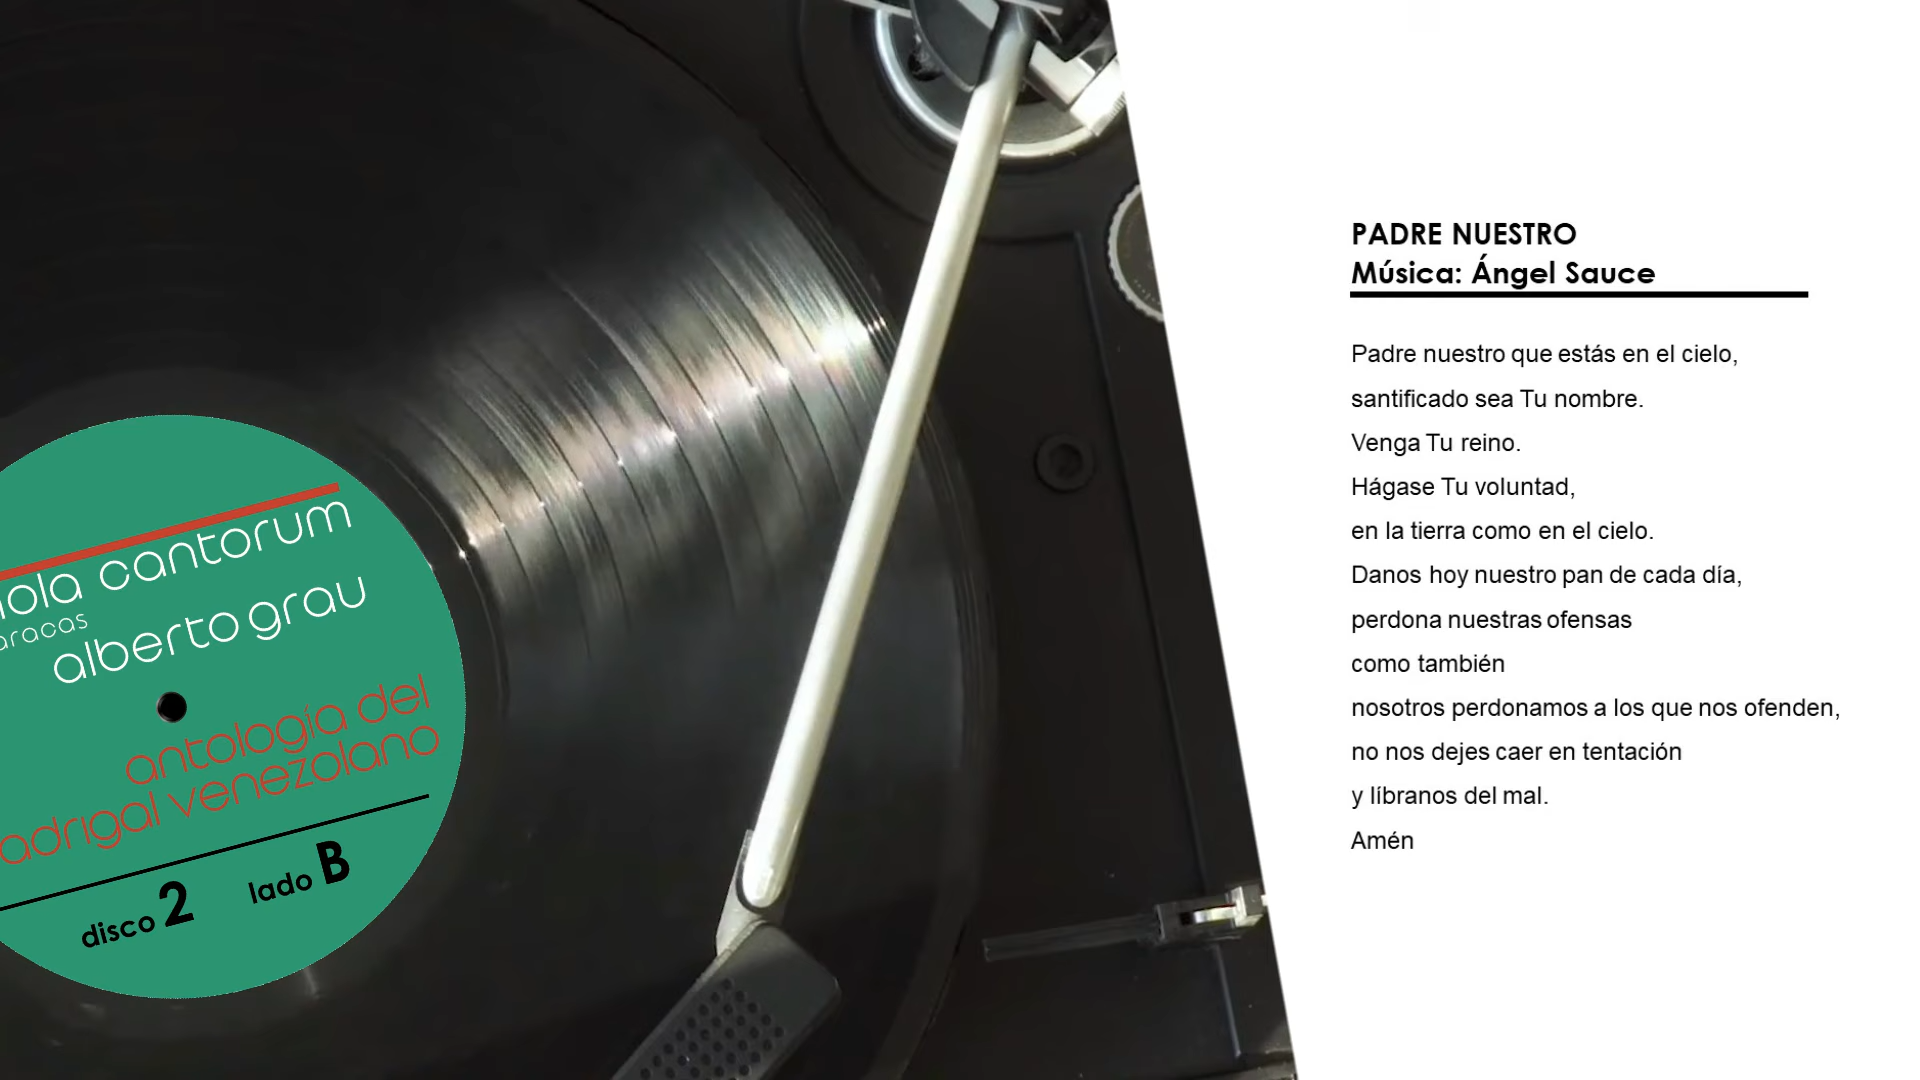 cantorum
alberto grau
antología del
venezolano
disco 2 lado B
PADRE NUESTRO
Música: Ángel Sauce
Padre nuestro que estás en el cielo,
santificado sea Tu nombre.
Venga Tu reino.
Hágase Tu voluntad,
en la tierra como en el cielo.
Danos hoy nuestro pan de cada día,
perdona nuestras ofensas
como también
nosotros perdonamos a los que nos ofenden,
no nos dejes caer en tentación
y líbranos del mal.
Amén